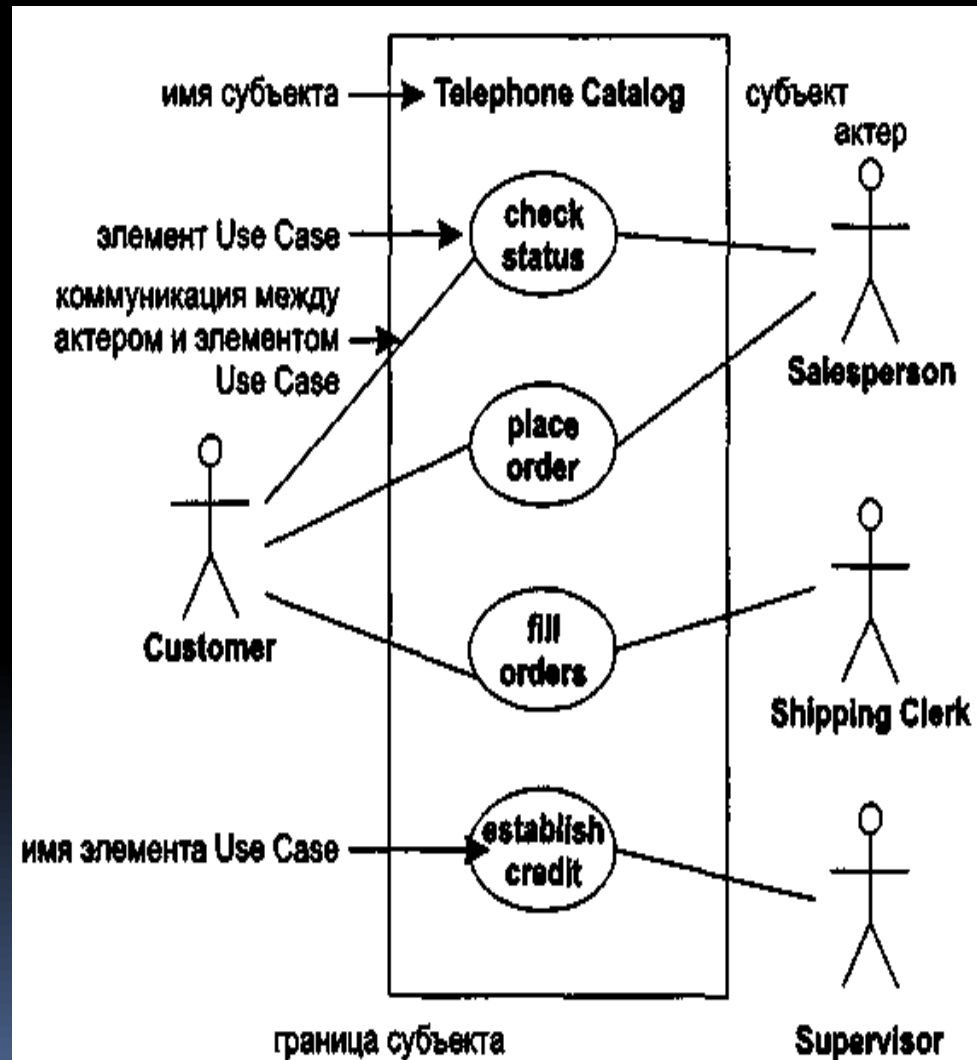 имя субъекта
Telephone Catalog
субъект
актер
check
status
элемент Use Case
коммуникация между
актером и элементом
Use Case
Salesperson
place
order
Customer
fill
orders
Shipping Clerk
establish
credit
имя элемента Use Case
граница субъекта
Supervisor